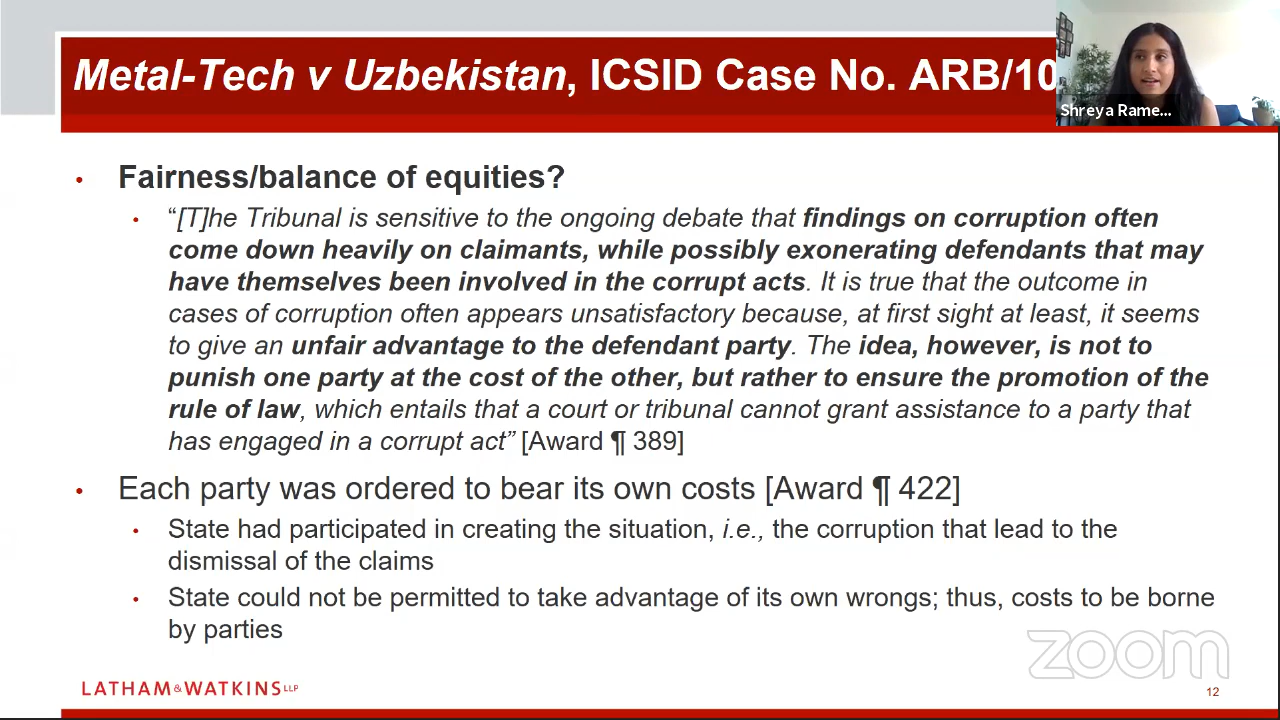 Metal-Tech v Uzbekistan, ICSID Case No. ARB/10
Shreya Rame...
• Fairness/balance of equities?
• “[T]he Tribunal is sensitive to the ongoing debate that findings on corruption often
come down heavily on claimants, while possibly exonerating defendants that may
have themselves been involved in the corrupt acts. It is true that the outcome in
cases of corruption often appears unsatisfactory because, at first sight at least, it seems
to give an unfair advantage to the defendant party. The idea, however, is not to
punish one party at the cost of the other, but rather to ensure the promotion of the
rule of law, which entails that a court or tribunal cannot grant assistance to a party that
has engaged in a corrupt act” [Award ¶ 389]
• Each party was ordered to bear its own costs [Award ¶ 422]
• State had participated in creating the situation, i.e., the corruption that lead to the
dismissal of the claims
• State could not be permitted to take advantage of its own wrongs; thus, costs to be borne
by parties
zoom
LATHAM&WATKINS LLP
12